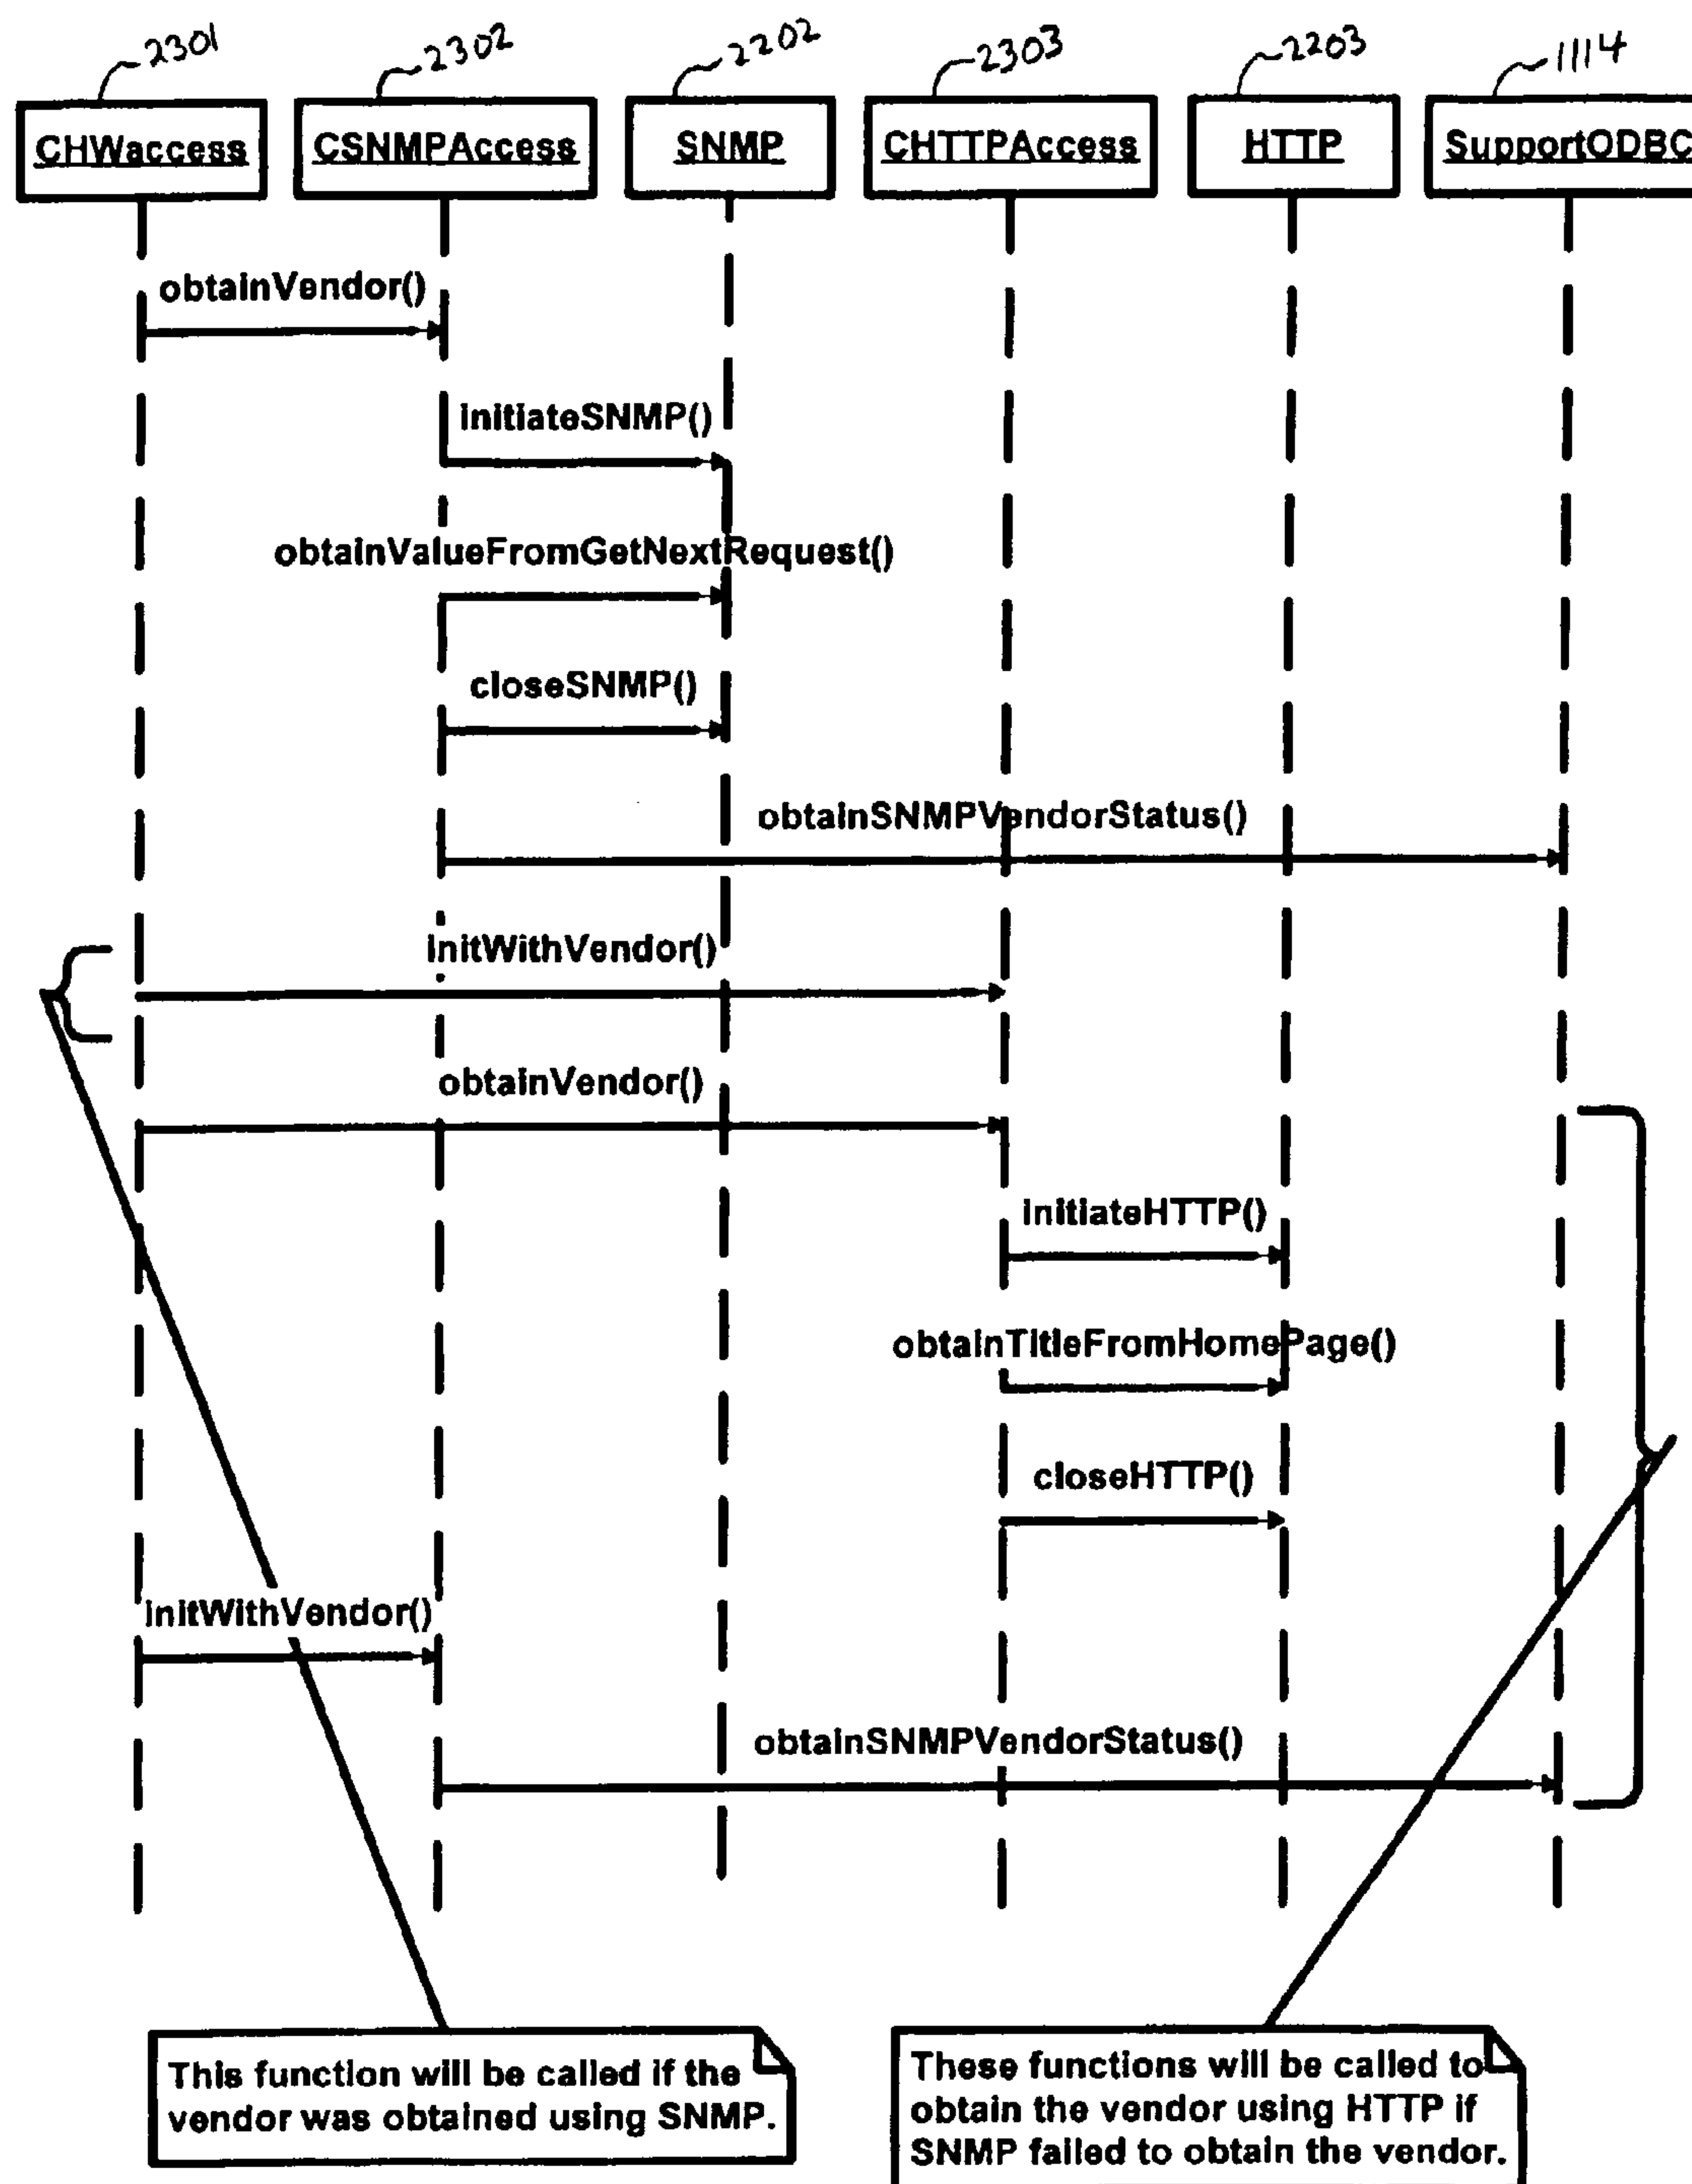 2301
2302
2202
2303
2203
1114
CHWaccess
CSNMPAccess
SNMP
CHTTPAccess
HTTP
SupportODBC
obtainVendor()
initiateSNMP()
obtainValueFromGetNextRequest()
closeSNMP()
obtainSNMPVendorStatus()
initWithVendor()
obtainVendor()
initiateHTTP()
obtainTitleFromHomePage()
closeHTTP()
initWithVendor()
obtainSNMPVendorStatus()
This function will be called if the
vendor was obtained using SNMP.
These functions will be called to
obtain the vendor using HTTP if
SNMP failed to obtain the vendor.